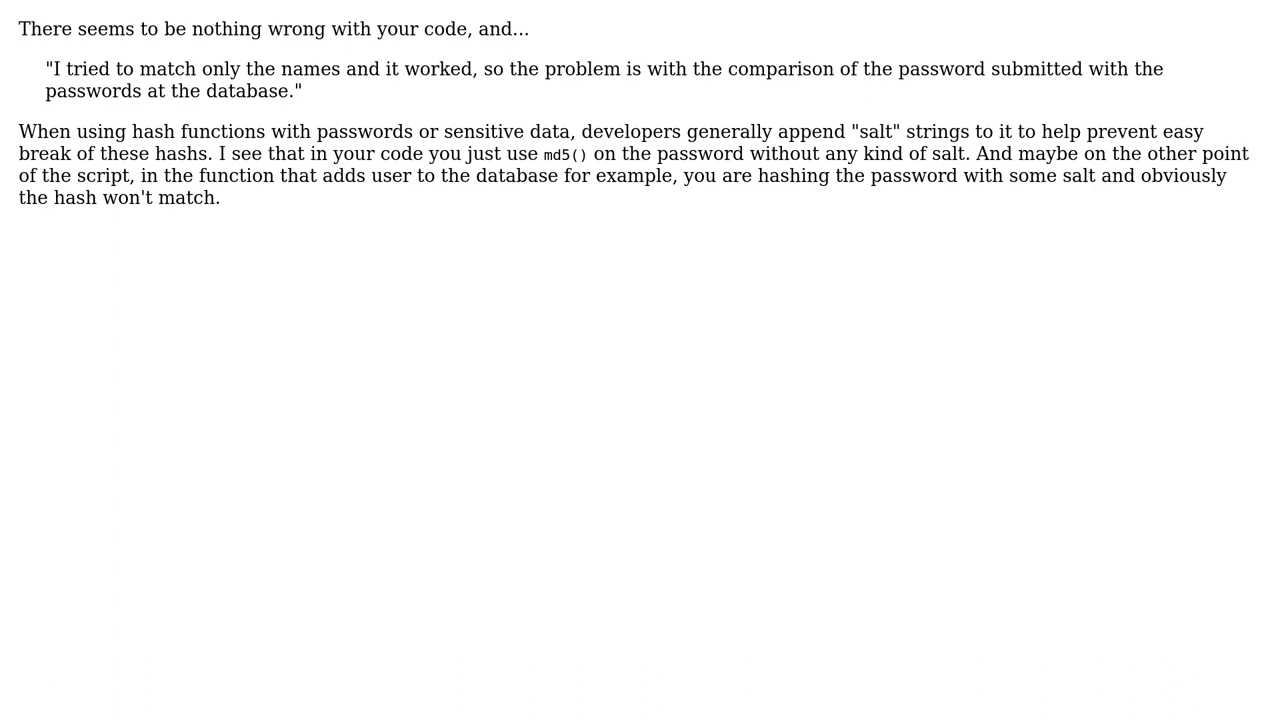 There seems to be nothing wrong with your code, and...
"I tried to match only the names and it worked, so the problem is with the comparison of the password submitted with the
passwords at the database."
When using hash functions with passwords or sensitive data, developers generally append "salt" strings to it to help prevent easy
break of these hashs. I see that in your code you just use md5() on the password without any kind of salt. And maybe on the other point
of the script, in the function that adds user to the database for example, you are hashing the password with some salt and obviously
the hash won't match.